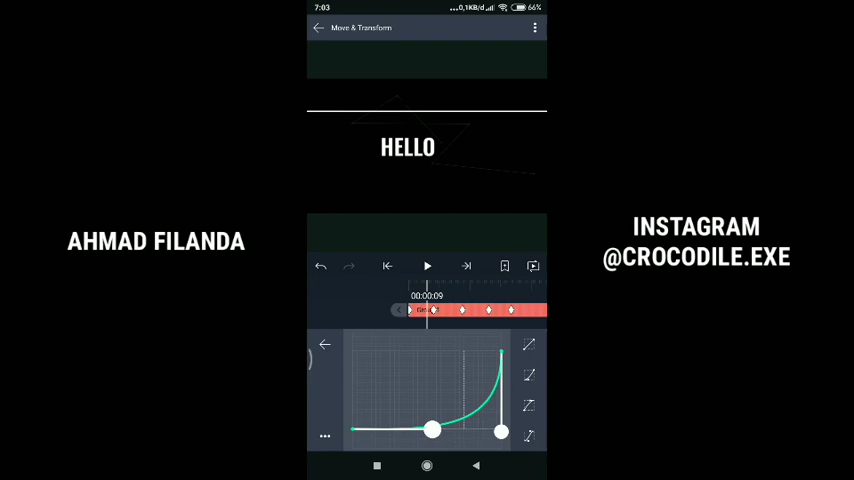 7:03
...0,1KB/d
66%
Move & Transform
HELLO
AHMAD FILANDA
INSTAGRAM
@CROCODILE.EXE
00:00:09